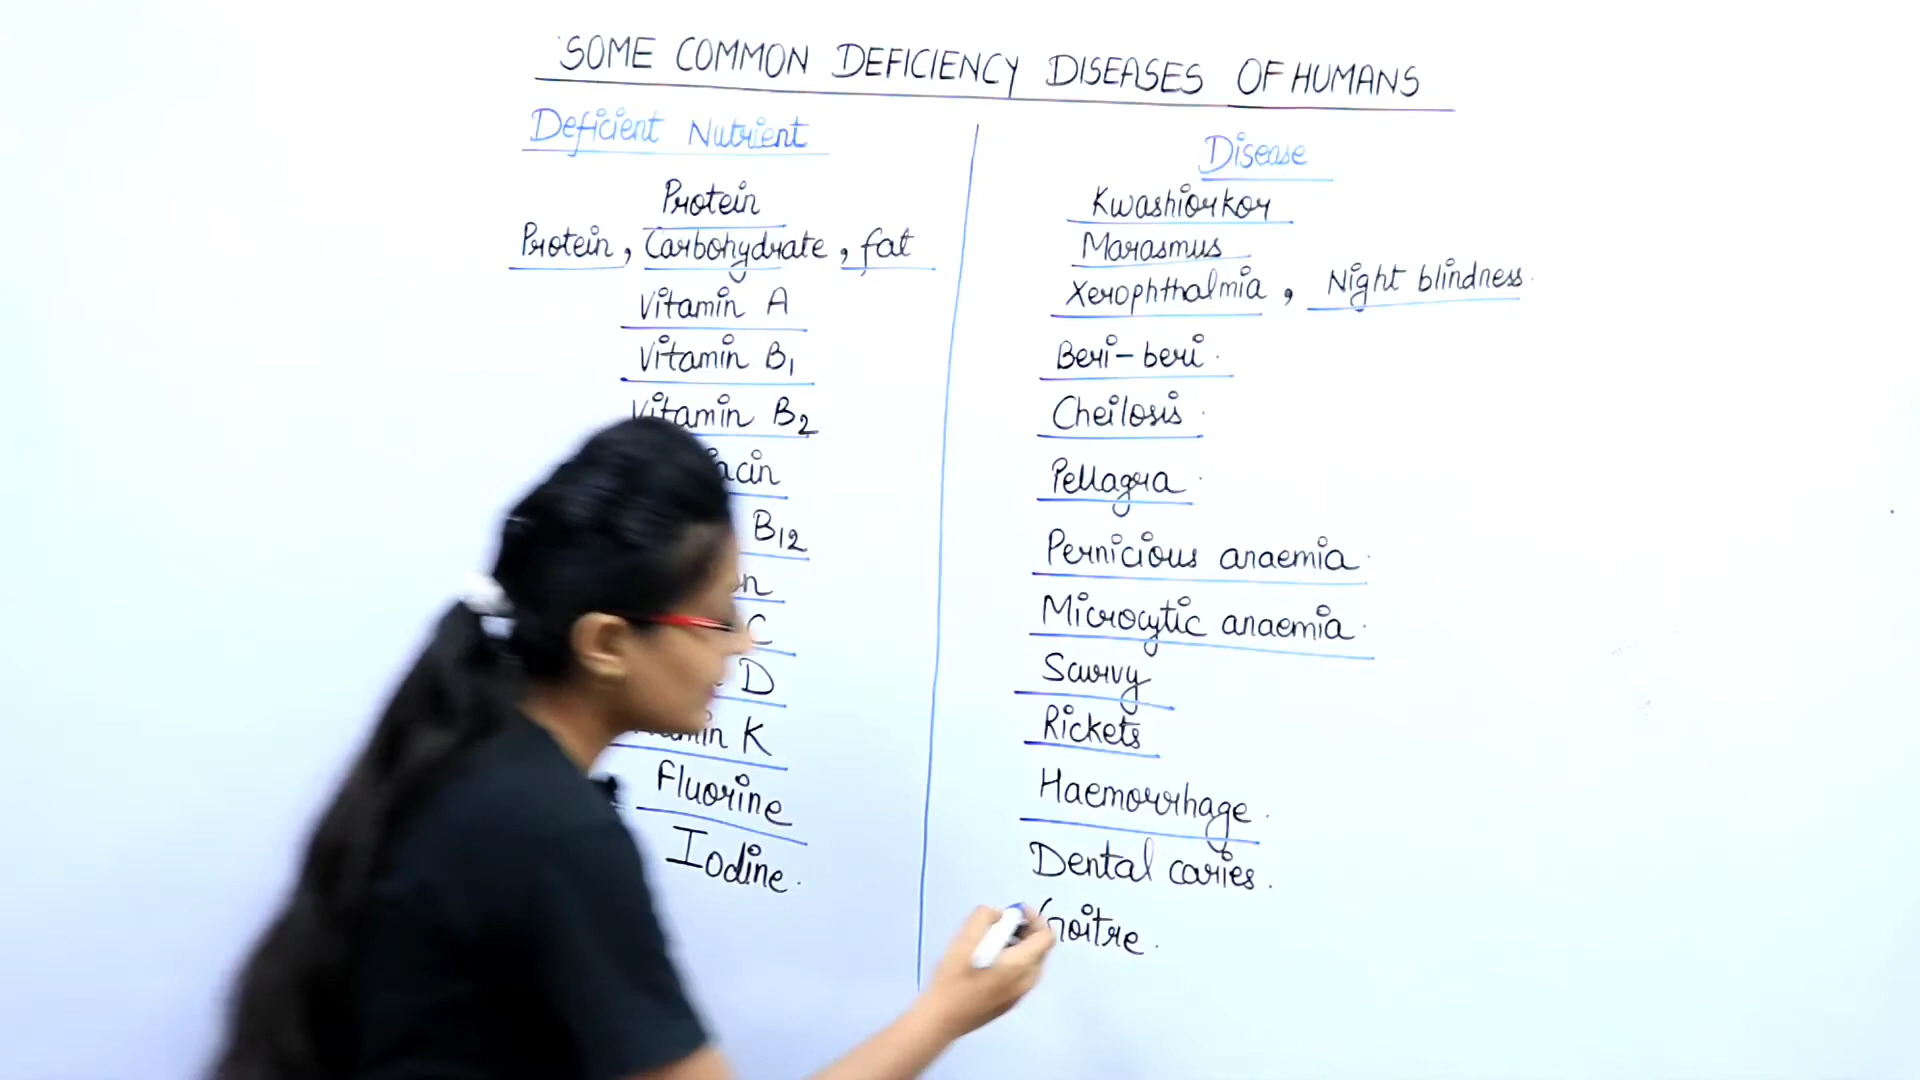 SOME COMMON DEFICIENCY DISEASES OF HUMANS
Deficient Nutrient
Disease
Protein
Kwashiorkor
Protein, Carbohydrate, fat
Marasmus
Vitamin A
Xerophthalmia, Night blindness.
Vitamin B1
Beri-beri.
Vitamin B2
Cheilosis.
Pellagra.
B12
Pernicious anaemia.
Microcytic anaemia.
C
Scurvy
D
Rickets
K
Haemorrhage.
Fluorine
Dental caries.
Iodine.
Goitre.